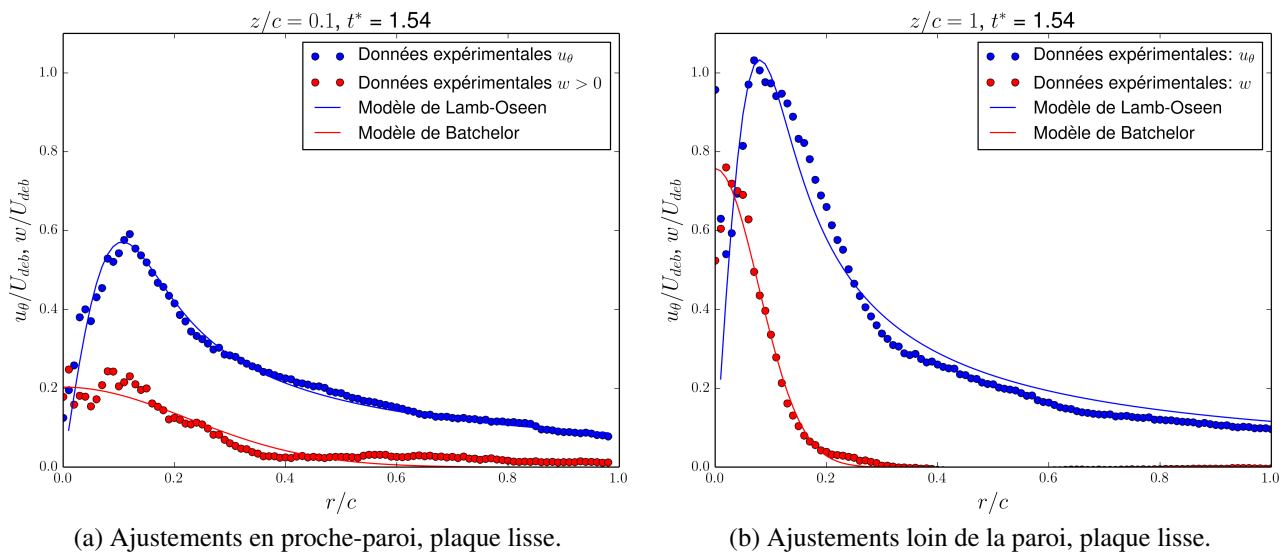 z/c = 0.1, t* = 1.54
Données expérimentales u_θ
Données expérimentales w > 0
Modèle de Lamb-Oseen
Modèle de Batchelor
u_θ/U_deb, w/U_deb
1.0
0.8
0.6
0.4
0.2
0.0
0.0 0.2 0.4 0.6 0.8 1.0
r/c
(a) Ajustements en proche-paroi, plaque lisse.
z/c = 1, t* = 1.54
Données expérimentales: u_θ
Données expérimentales: w
Modèle de Lamb-Oseen
Modèle de Batchelor
u_θ/U_deb, w/U_deb
1.0
0.8
0.6
0.4
0.2
0.0
0.0 0.2 0.4 0.6 0.8 1.0
r/c
(b) Ajustements loin de la paroi, plaque lisse.